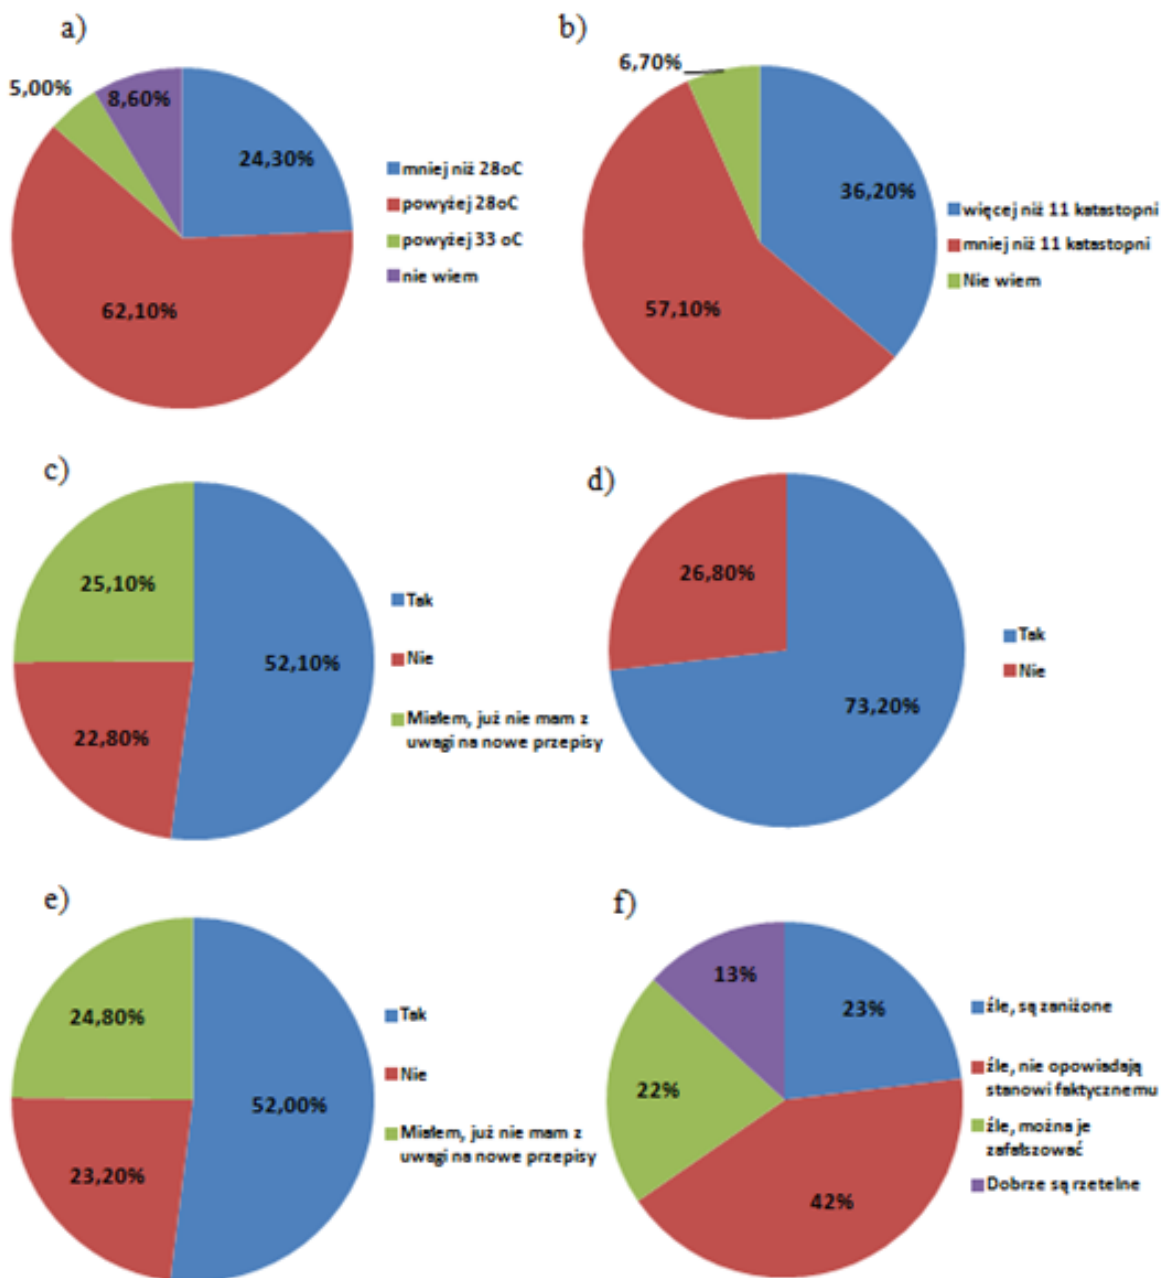 a)
5,00%
8,60%
24,30%
62,10%
mniej niż 28oC
powyżej 28oC
powyżej 33 oC
nie wiem
b)
6,70%
36,20%
57,10%
więcej niż 11 katastopni
mniej niż 11 katastopni
Nie wiem
c)
25,10%
52,10%
22,80%
Tak
Nie
Miałem, już nie mam z
uwagi na nowe przepisy
d)
26,80%
73,20%
Tak
Nie
e)
24,80%
52,00%
23,20%
Tak
Nie
Miałem, już nie mam z
uwagi na nowe przepisy
f)
13%
23%
22%
42%
źle, są zaniżone
źle, nie opowiadają
stanowi faktycznemu
źle, można je
zafałszować
Dobrze są rzetelne